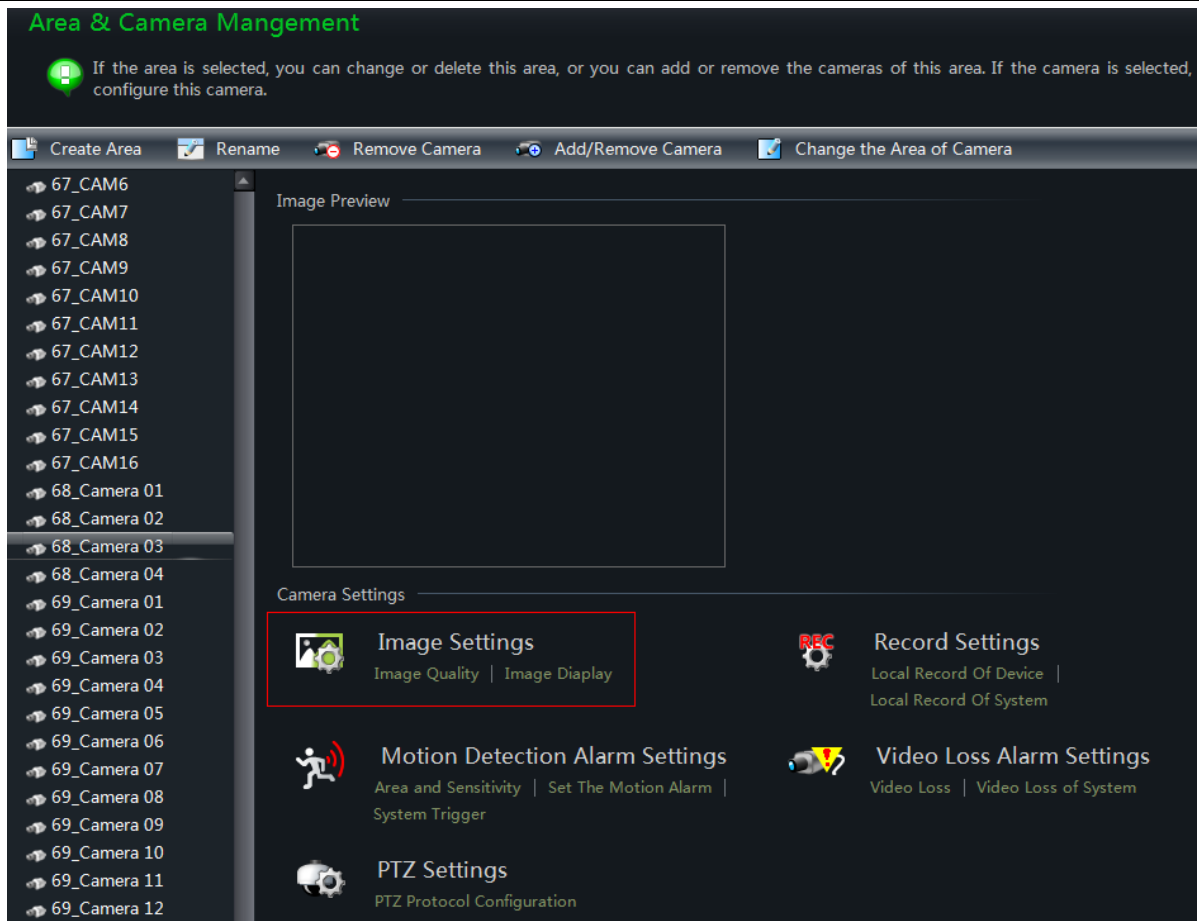 Area & Camera Mangement
If the area is selected, you can change or delete this area, or you can add or remove the cameras of this area. If the camera is selected,
configure this camera.
Create Area Rename Remove Camera Add/Remove Camera Change the Area of Camera
67_CAM6
67_CAM7
67_CAM8
67_CAM9
67_CAM10
67_CAM11
67_CAM12
67_CAM13
67_CAM14
67_CAM15
67_CAM16
68_Camera 01
68_Camera 02
68_Camera 03
68_Camera 04
69_Camera 01
69_Camera 02
69_Camera 03
69_Camera 04
69_Camera 05
69_Camera 06
69_Camera 07
69_Camera 08
69_Camera 09
69_Camera 10
69_Camera 11
69_Camera 12
Image Preview
Camera Settings
Image Settings
Image Quality | Image Diaplay
REC
Record Settings
Local Record Of Device |
Local Record Of System
Motion Detection Alarm Settings
Area and Sensitivity | Set The Motion Alarm |
System Trigger
Video Loss Alarm Settings
Video Loss | Video Loss of System
PTZ Settings
PTZ Protocol Configuration